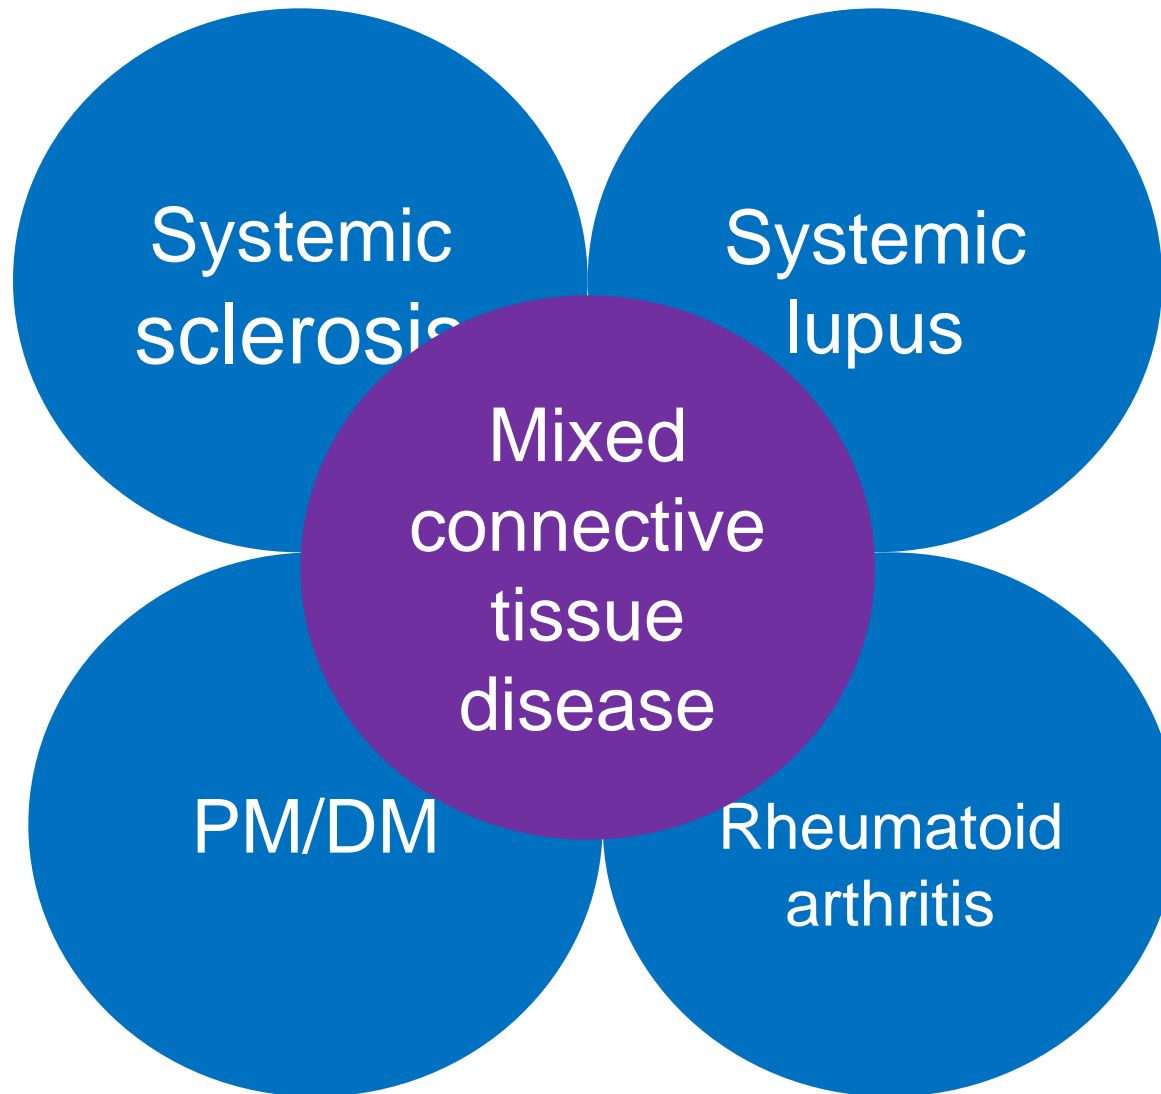 Systemic
sclerosis
Systemic
lupus
Mixed
connective
tissue
disease
PM/DM
Rheumatoid
arthritis